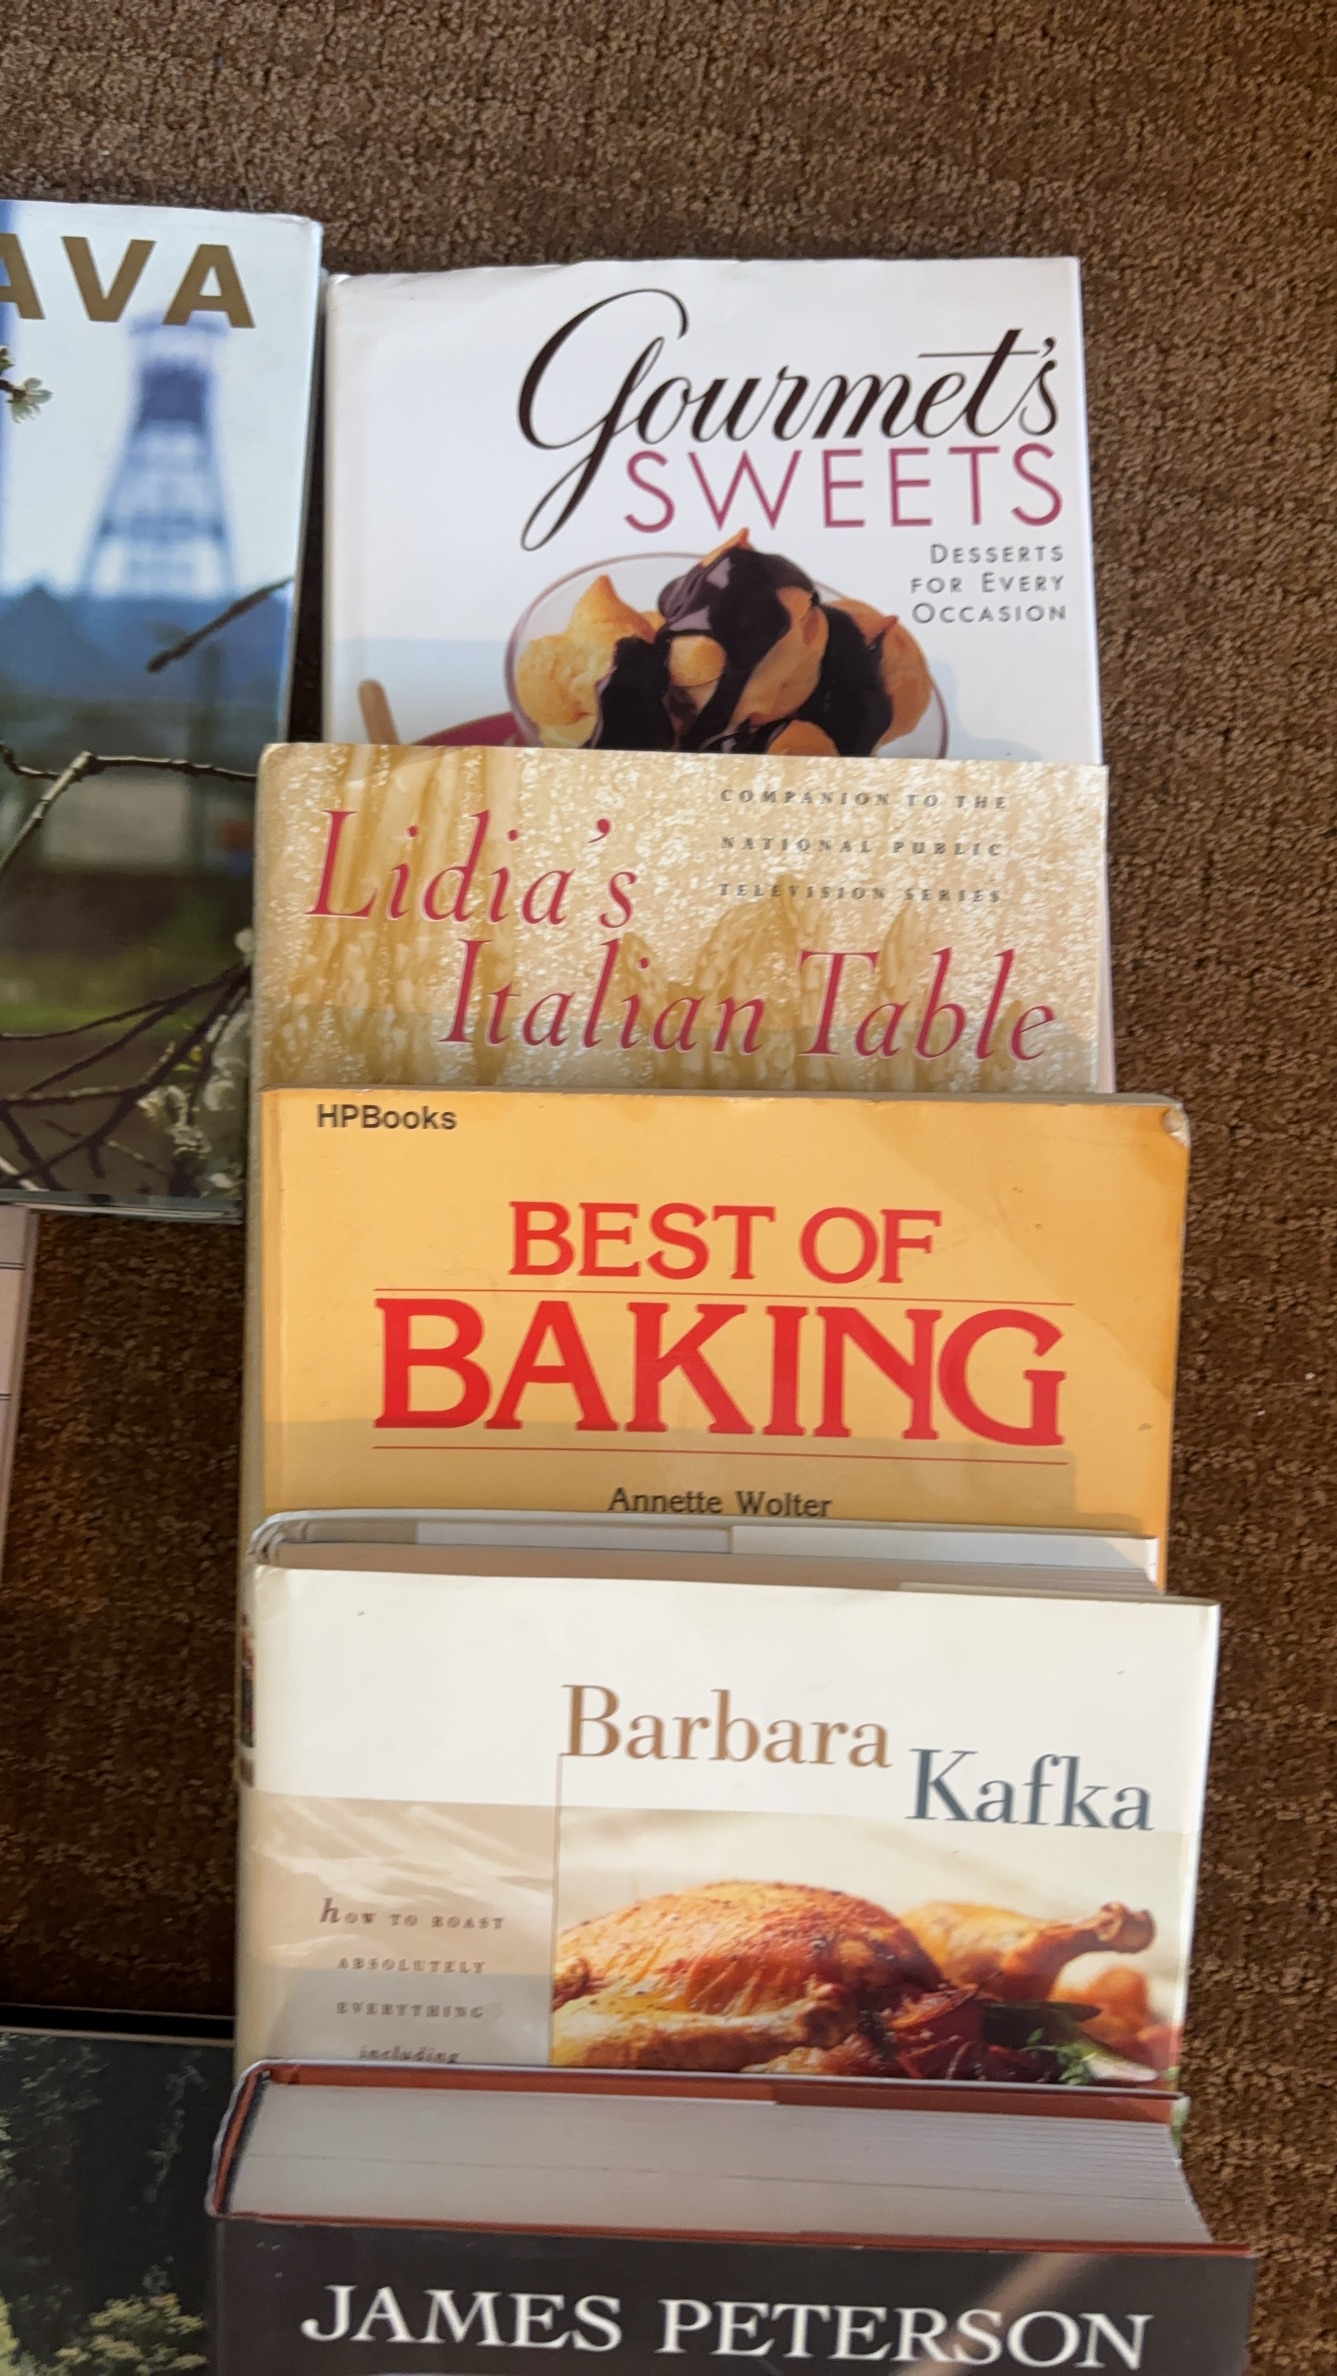 AVA
Gourmet's
SWEETS
DESSERTS
FOR EVERY
OCCASION
Lidia's
Italian Table
COMPANION TO THE
NATIONAL PUBLIC
TELEVISION SERIES
HPBooks
BEST OF
BAKING
Annette Wolter
Barbara
Kafka
HOW TO ROAST
ABSOLUTELY
EVERYTHING
including
JAMES PETERSON